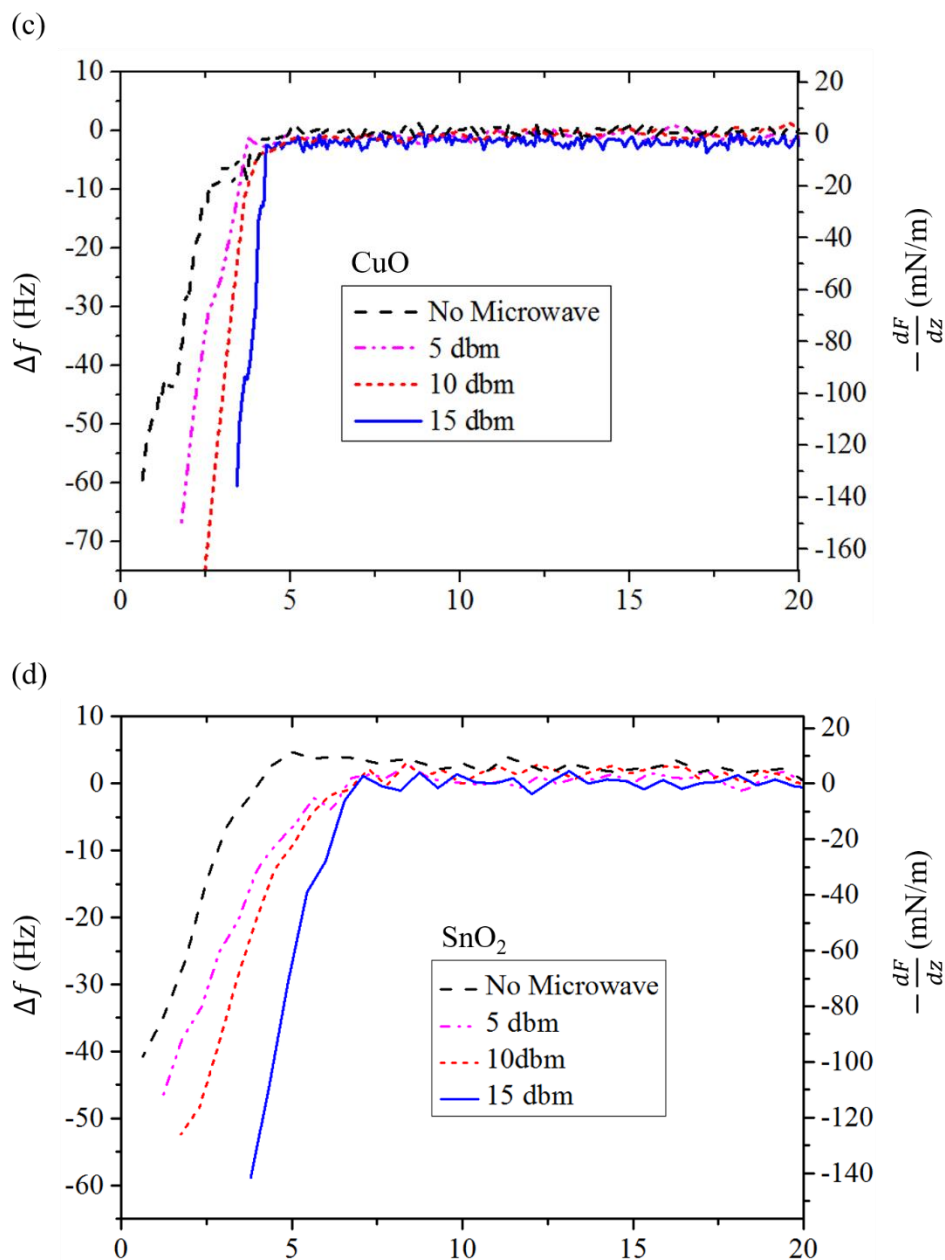 (c)
10
0
-10
-20
-30
-40
-50
-60
-70
Δf (Hz)
20
0
-20
-40
-60
-80
-100
-120
-140
-160
− dF/dz (mN/m)
CuO
No Microwave
5 dbm
10 dbm
15 dbm
0 5 10 15 20
(d)
10
0
-10
-20
-30
-40
-50
-60
Δf (Hz)
20
0
-20
-40
-60
-80
-100
-120
-140
− dF/dz (mN/m)
SnO₂
No Microwave
5 dbm
10dbm
15 dbm
0 5 10 15 20